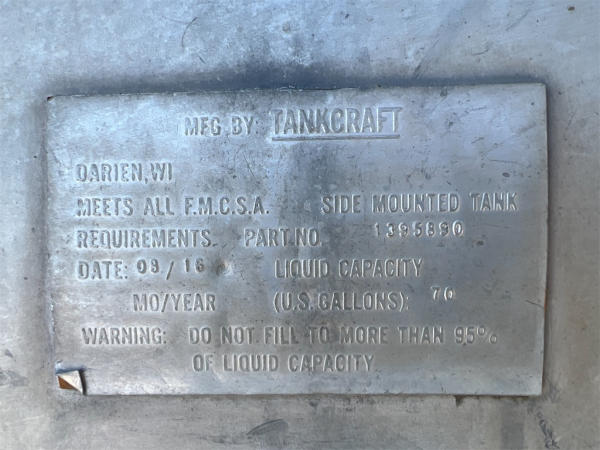 MFG. BY: TANKCRAFT
DARIEN, WI
MEETS ALL F.M.C.S.A. SIDE MOUNTED TANK
REQUIREMENTS. PART NO. 1395890
DATE: 09/16 LIQUID CAPACITY
MO/YEAR (U.S. GALLONS): 70
WARNING: DO NOT FILL TO MORE THAN 95%
OF LIQUID CAPACITY